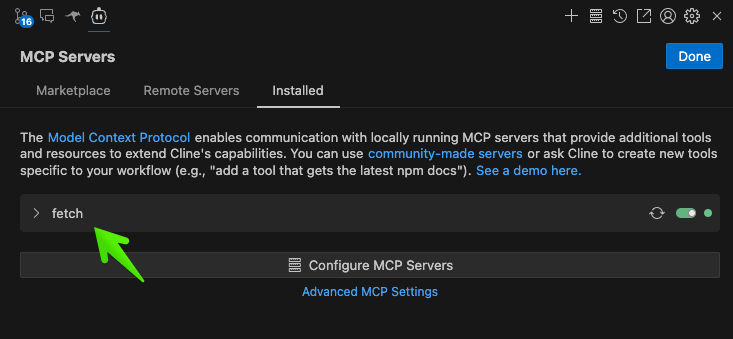 16
MCP Servers
Done
Marketplace Remote Servers Installed
The Model Context Protocol enables communication with locally running MCP servers that provide additional tools
and resources to extend Cline's capabilities. You can use community-made servers or ask Cline to create new tools
specific to your workflow (e.g., "add a tool that gets the latest npm docs"). See a demo here.
fetch
Configure MCP Servers
Advanced MCP Settings